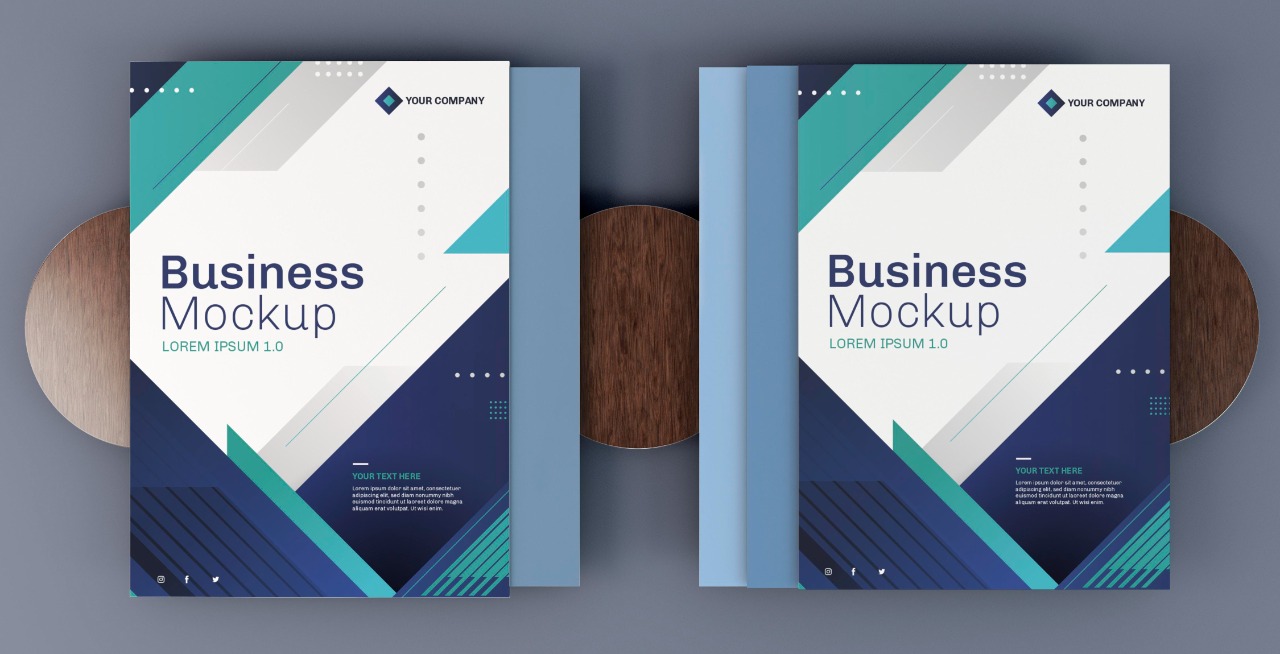 YOUR COMPANY
Business
Mockup
LOREM IPSUM 1.0
YOUR TEXT HERE
Lorem ipsum dolor sit amet, consectetuer
adipiscing elit, sed diam nonummy nibh
euismod tincidunt ut laoreet dolore magna
aliquam erat volutpat. Ut wisi enim.
YOUR COMPANY
Business
Mockup
LOREM IPSUM 1.0
YOUR TEXT HERE
Lorem ipsum dolor sit amet, consectetuer
adipiscing elit, sed diam nonummy nibh
euismod tincidunt ut laoreet dolore magna
aliquam erat volutpat. Ut wisi enim.